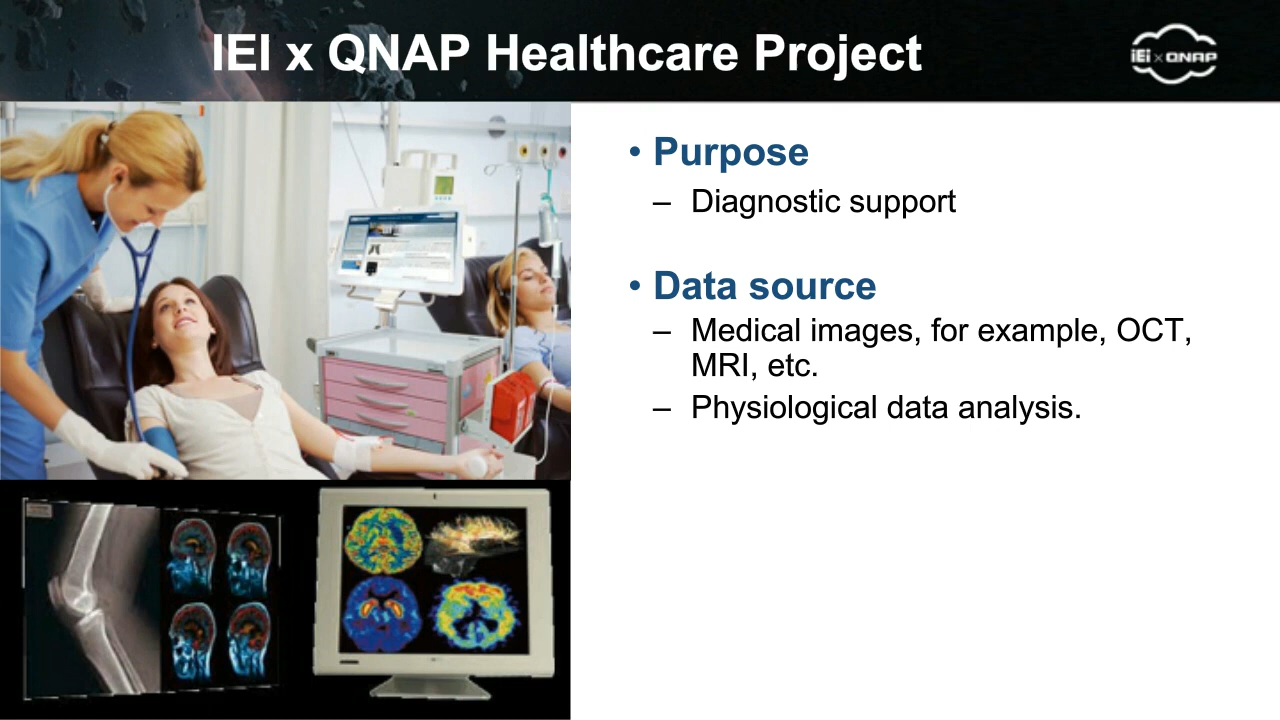 IEI x QNAP Healthcare Project
iEi x QNAP
• Purpose
– Diagnostic support
• Data source
– Medical images, for example, OCT,
MRI, etc.
– Physiological data analysis.